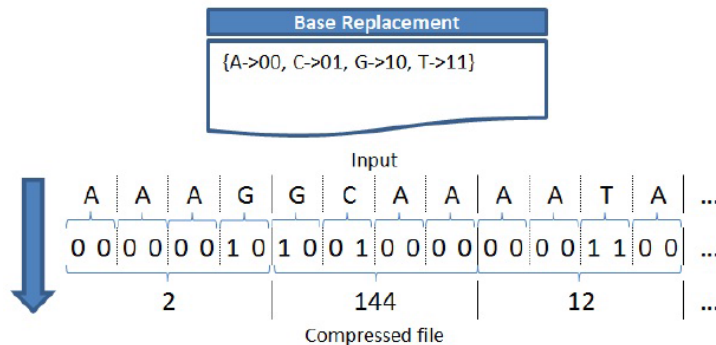 Base Replacement
{A->00, C->01, G->10, T->11}
Input
A A A G G C A A A A T A ...
0 0 0 0 0 0 1 0 1 0 0 1 0 0 0 0 0 0 0 0 1 1 0 0 ...
2 144 12 ...
Compressed file